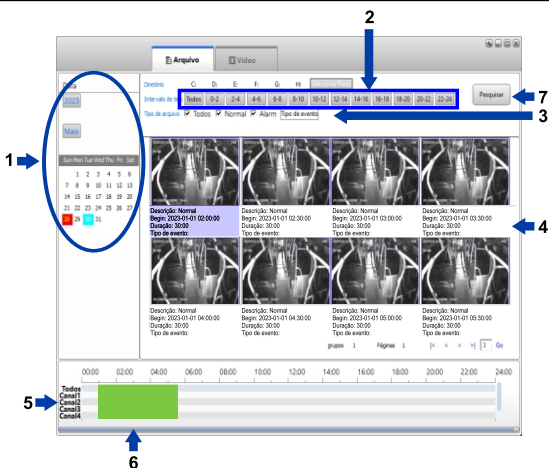 2
Arquivo Vídeo
Data
2023
Maio
Sun Mon Tue Wed Thu Fri Sat
1 2 3 4 5 6
7 8 9 10 11 12 13
14 15 16 17 18 19 20
21 22 23 24 25 26 27
28 29 30 31
1
Diretório C: D: E: F: G: H:
Intervalo de te Todos 0-2 2-4 4-6 6-8 8-10 10-12 12-14 14-16 16-18 18-20 20-22 22-24
Tipo de arquivo Todos Normal Alarm Tipo de evento
Pesquisar
7
3
Descrição: Normal
Begin: 2023-01-01 02:00:00
Duração: 30:00
Tipo de evento:
Descrição: Normal
Begin: 2023-01-01 02:30:00
Duração: 30:00
Tipo de evento:
Descrição: Normal
Begin: 2023-01-01 03:00:00
Duração: 30:00
Tipo de evento:
Descrição: Normal
Begin: 2023-01-01 03:30:00
Duração: 30:00
Tipo de evento:
4
Descrição: Normal
Begin: 2023-01-01 04:00:00
Duração: 30:00
Tipo de evento:
Descrição: Normal
Begin: 2023-01-01 04:30:00
Duração: 30:00
Tipo de evento:
Descrição: Normal
Begin: 2023-01-01 05:00:00
Duração: 30:00
Tipo de evento:
Descrição: Normal
Begin: 2023-01-01 05:30:00
Duração: 30:00
Tipo de evento:
grupos 1 Páginas 1 |< < > >| 1 Go
00:00 02:00 04:00 06:00 08:00 10:00 12:00 14:00 16:00 18:00 20:00 22:00 24:00
Todos
Canal1
Canal2
Canal3
Canal4
5
6